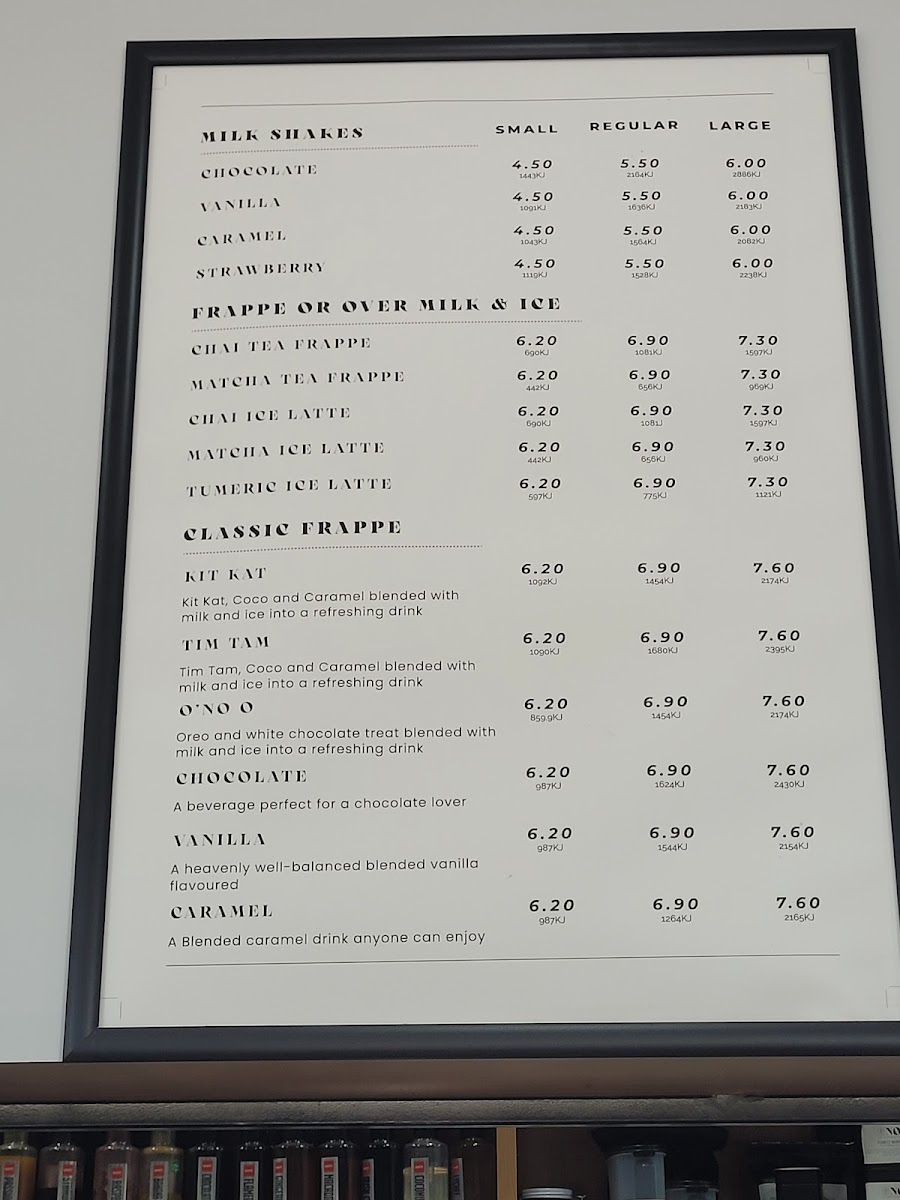 MILK SHAKES SMALL REGULAR LARGE
CHOCOLATE 4.50 5.50 6.00
1443KJ 2164KJ 2886KJ
VANILLA 4.50 5.50 6.00
1091KJ 1636KJ 2183KJ
CARAMEL 4.50 5.50 6.00
1043KJ 1564KJ 2082KJ
STRAWBERRY 4.50 5.50 6.00
1119KJ 1528KJ 2238KJ
FRAPPE OR OVER MILK & ICE
CHAI TEA FRAPPE 6.20 6.90 7.30
690KJ 1081KJ 1597KJ
MATCHA TEA FRAPPE 6.20 6.90 7.30
442KJ 656KJ 969KJ
CHAI ICE LATTE 6.20 6.90 7.30
690KJ 1081J 1597KJ
MATCHA ICE LATTE 6.20 6.90 7.30
442KJ 656KJ 960KJ
TUMERIC ICE LATTE 6.20 6.90 7.30
597KJ 775KJ 1121KJ
CLASSIC FRAPPE
KIT KAT 6.20 6.90 7.60
1092KJ 1454KJ 2174KJ
Kit Kat, Coco and Caramel blended with
milk and ice into a refreshing drink
TIM TAM 6.20 6.90 7.60
1090KJ 1680KJ 2395KJ
Tim Tam, Coco and Caramel blended with
milk and ice into a refreshing drink
O'NO O 6.20 6.90 7.60
859.9KJ 1454KJ 2174KJ
Oreo and white chocolate treat blended with
milk and ice into a refreshing drink
CHOCOLATE 6.20 6.90 7.60
987KJ 1624KJ 2430KJ
A beverage perfect for a chocolate lover
VANILLA 6.20 6.90 7.60
987KJ 1544KJ 2154KJ
A heavenly well-balanced blended vanilla
flavoured
CARAMEL 6.20 6.90 7.60
987KJ 1264KJ 2165KJ
A Blended caramel drink anyone can enjoy